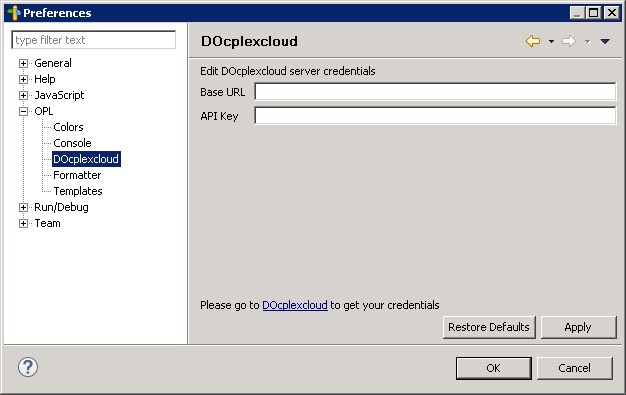 Preferences
type filter text
General
Help
JavaScript
OPL
Colors
Console
DOcplexcloud
Formatter
Templates
Run/Debug
Team
DOcplexcloud
Edit DOcplexcloud server credentials
Base URL
API Key
Please go to DOcplexcloud to get your credentials
Restore Defaults Apply
? OK Cancel